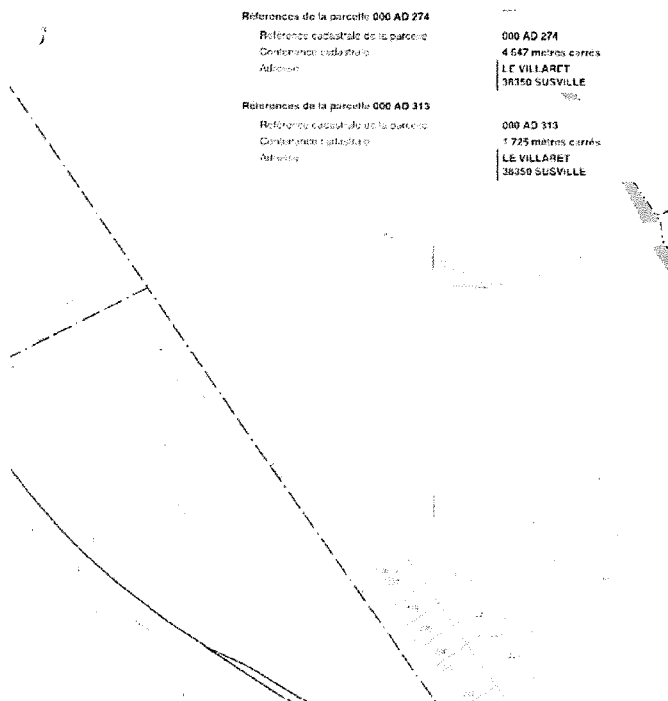 Références de la parcelle 000 AD 274
Référence cadastrale de la parcelle 000 AD 274
Contenance cadastrale 4 647 mètres carrés
Adresse LE VILLARET
38350 SUSVILLE
Références de la parcelle 000 AD 313
Référence cadastrale de la parcelle 000 AD 313
Contenance cadastrale 1 725 mètres carrés
Adresse LE VILLARET
38350 SUSVILLE